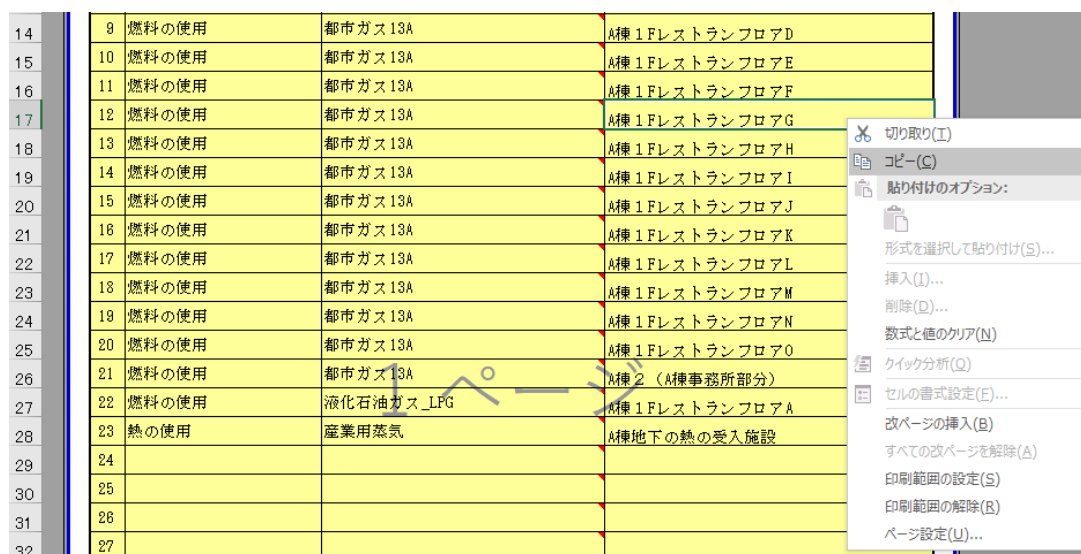 14 9 燃料の使用 都市ガス13A A棟1FレストランフロアD
15 10 燃料の使用 都市ガス13A A棟1FレストランフロアE
16 11 燃料の使用 都市ガス13A A棟1FレストランフロアF
17 12 燃料の使用 都市ガス13A A棟1FレストランフロアG
18 13 燃料の使用 都市ガス13A A棟1FレストランフロアH
19 14 燃料の使用 都市ガス13A A棟1FレストランフロアI
20 15 燃料の使用 都市ガス13A A棟1FレストランフロアJ
21 16 燃料の使用 都市ガス13A A棟1FレストランフロアK
22 17 燃料の使用 都市ガス13A A棟1FレストランフロアL
23 18 燃料の使用 都市ガス13A A棟1FレストランフロアM
24 19 燃料の使用 都市ガス13A A棟1FレストランフロアN
25 20 燃料の使用 都市ガス13A A棟1FレストランフロアO
26 21 燃料の使用 都市ガス13A A棟2(A棟事務所部分)
27 22 燃料の使用 液化石油ガス_LPG A棟1FレストランフロアA
28 23 熱の使用 産業用蒸気 A棟地下の熱の受入施設
29 24
30 25
31 26
32 27
1 ページ
切り取り(T)
コピー(C)
貼り付けのオプション:
形式を選択して貼り付け(S)...
挿入(I)...
削除(D)...
数式と値のクリア(N)
クイック分析(Q)
セルの書式設定(F)...
改ページの挿入(B)
すべての改ページを解除(A)
印刷範囲の設定(S)
印刷範囲の解除(R)
ページ設定(U)...